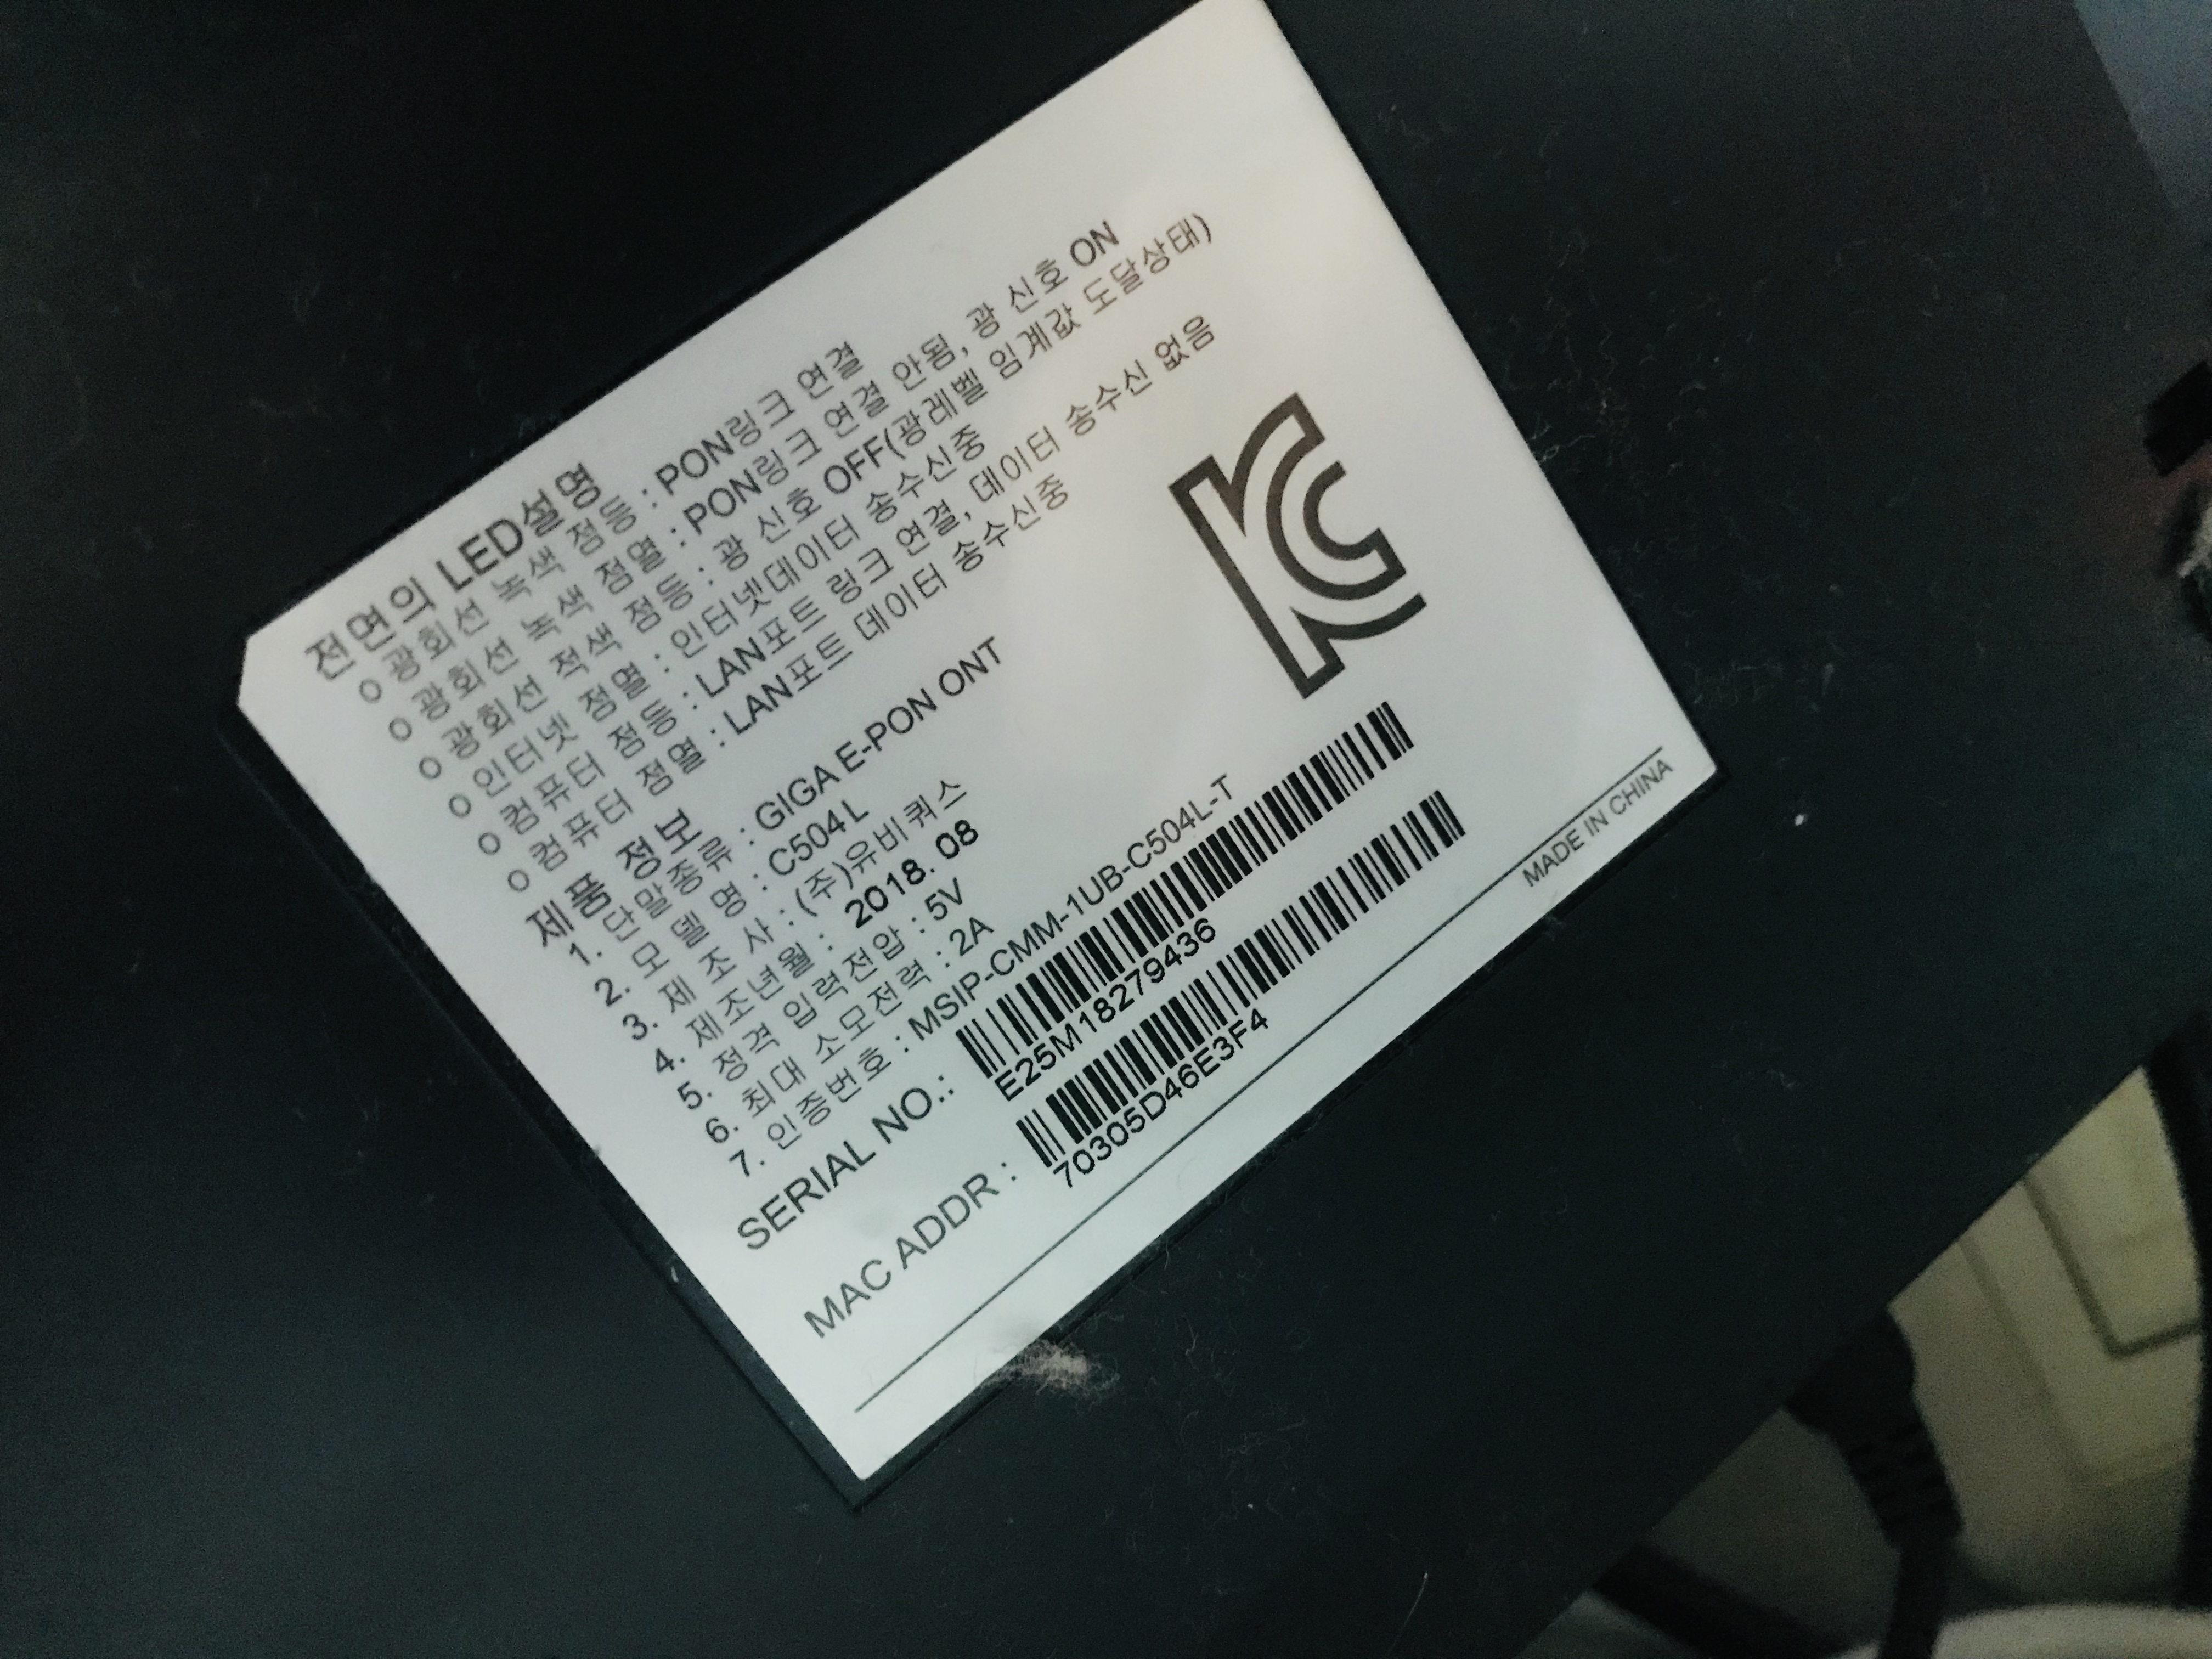 전면의 LED설명
o 광회선 녹색 점등 : PON링크 연결
o 광회선 녹색 점멸 : PON링크 연결 안됨, 광 신호 ON
o 광회선 적색 점등 : 광 신호 OFF(광레벨 임계값 도달상태)
o 인터넷 점멸 : 인터넷데이터 송수신중
o 컴퓨터 점등 : LAN포트 링크 연결, 데이터 송수신 없음
o 컴퓨터 점멸 : LAN포트 데이터 송수신중
제품 정보
1. 단말종류 : GIGA E-PON ONT
2. 모 델 명 : C504L
3. 제 조 사 : (주)유비쿼스
4. 제조년월 : 2018. 08
5. 정격 입력전압 : 5V
6. 최대 소모전력 : 2A
7. 인증번호 : MSIP-CMM-1UB-C504L-T
SERIAL NO.:
E25M18279436
MAC ADDR :
70305D46E3F4
MADE IN CHINA